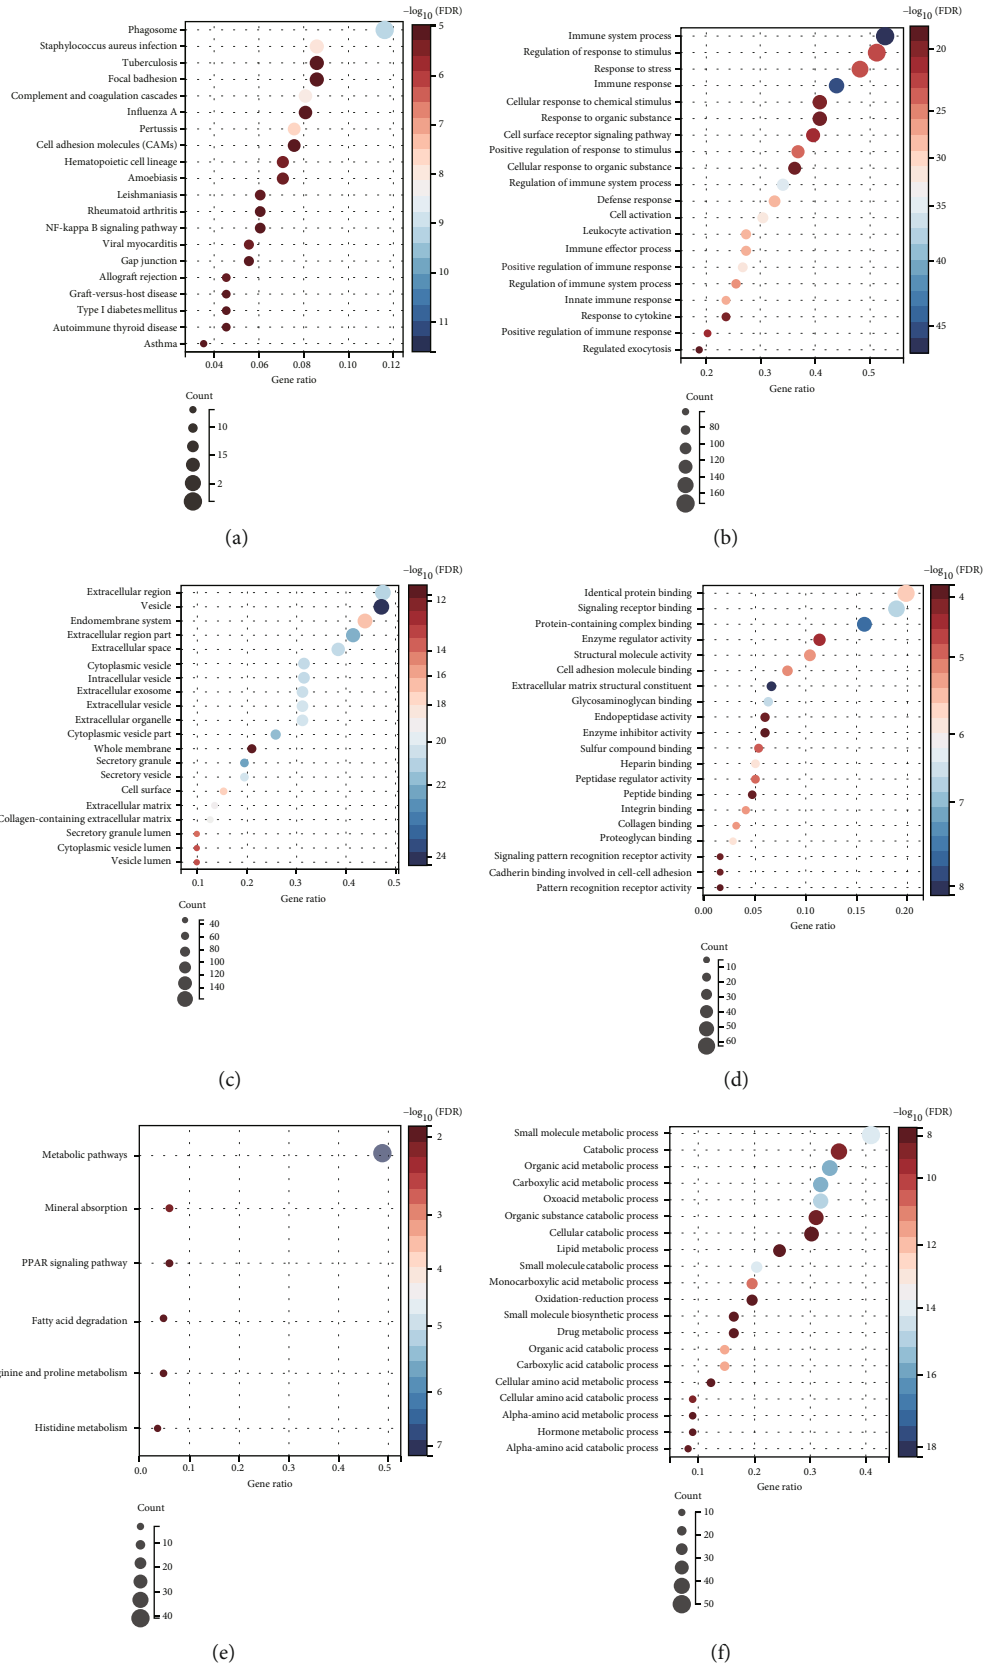 −log10 (FDR)
Phagosome
Staphylococcus aureus infection
Tuberculosis
Focal badhesion
Complement and coagulation cascades
Influenza A
Pertussis
Cell adhesion molecules (CAMs)
Hematopoietic cell lineage
Amoebiasis
Leishmaniasis
Rheumatoid arthritis
NF-kappa B signaling pathway
Viral myocarditis
Gap junction
Allograft rejection
Graft-versus-host disease
Type I diabetes mellitus
Autoimmune thyroid disease
Asthma
5
6
7
8
9
10
11
0.04 0.06 0.08 0.10 0.12
Gene ratio
Count
10
15
2
(a)
−log10 (FDR)
Immune system process
Regulation of response to stimulus
Response to stress
Immune response
Cellular response to chemical stimulus
Response to organic substance
Cell surface receptor signaling pathway
Positive regulation of response to stimulus
Cellular response to organic substance
Regulation of immune system process
Defense response
Cell activation
Leukocyte activation
Immune effector process
Positive regulation of immune response
Regulation of immune system process
Innate immune response
Response to cytokine
Positive regulation of immune response
Regulated exocytosis
20
25
30
35
40
45
0.2 0.3 0.4 0.5
Gene ratio
Count
80
100
120
140
160
(b)
−log10 (FDR)
Extracellular region
Vesicle
Endomembrane system
Extracellular region part
Extracellular space
Cytoplasmic vesicle
Intracellular vesicle
Extracellular exosome
Extracellular vesicle
Extracellular organelle
Cytoplasmic vesicle part
Whole membrane
Secretory granule
Secretory vesicle
Cell surface
Extracellular matrix
Collagen-containing extracellular matrix
Secretory granule lumen
Cytoplasmic vesicle lumen
Vesicle lumen
12
14
16
18
20
22
24
0.1 0.2 0.3 0.4 0.5
Gene ratio
Count
40
60
80
100
120
140
(c)
−log10 (FDR)
Identical protein binding
Signaling receptor binding
Protein-containing complex binding
Enzyme regulator activity
Structural molecule activity
Cell adhesion molecule binding
Extracellular matrix structural constituent
Glycosaminoglycan binding
Endopeptidase activity
Enzyme inhibitor activity
Sulfur compound binding
Heparin binding
Peptidase regulator activity
Peptide binding
Integrin binding
Collagen binding
Proteoglycan binding
Signaling pattern recognition receptor activity
Cadherin binding involved in cell-cell adhesion
Pattern recognition receptor activity
4
5
6
7
8
0.00 0.05 0.10 0.15 0.20
Gene ratio
Count
10
20
30
40
50
60
(d)
−log10 (FDR)
Metabolic pathways
Mineral absorption
PPAR signaling pathway
Fatty acid degradation
ginine and proline metabolism
Histidine metabolism
2
3
4
5
6
7
0.0 0.1 0.2 0.3 0.4 0.5
Gene ratio
Count
10
20
30
40
(e)
−log10 (FDR)
Small molecule metabolic process
Catabolic process
Organic acid metabolic process
Carboxylic acid metabolic process
Oxoacid metabolic process
Organic substance catabolic process
Cellular catabolic process
Lipid metabolic process
Small molecule catabolic process
Monocarboxylic acid metabolic process
Oxidation-reduction process
Small molecule biosynthetic process
Drug metabolic process
Organic acid catabolic process
Carboxylic acid catabolic process
Cellular amino acid metabolic process
Cellular amino acid catabolic process
Alpha-amino acid metabolic process
Hormone metabolic process
Alpha-amino acid catabolic process
8
10
12
14
16
18
0.1 0.2 0.3 0.4
Gene ratio
Count
10
20
30
40
50
(f)